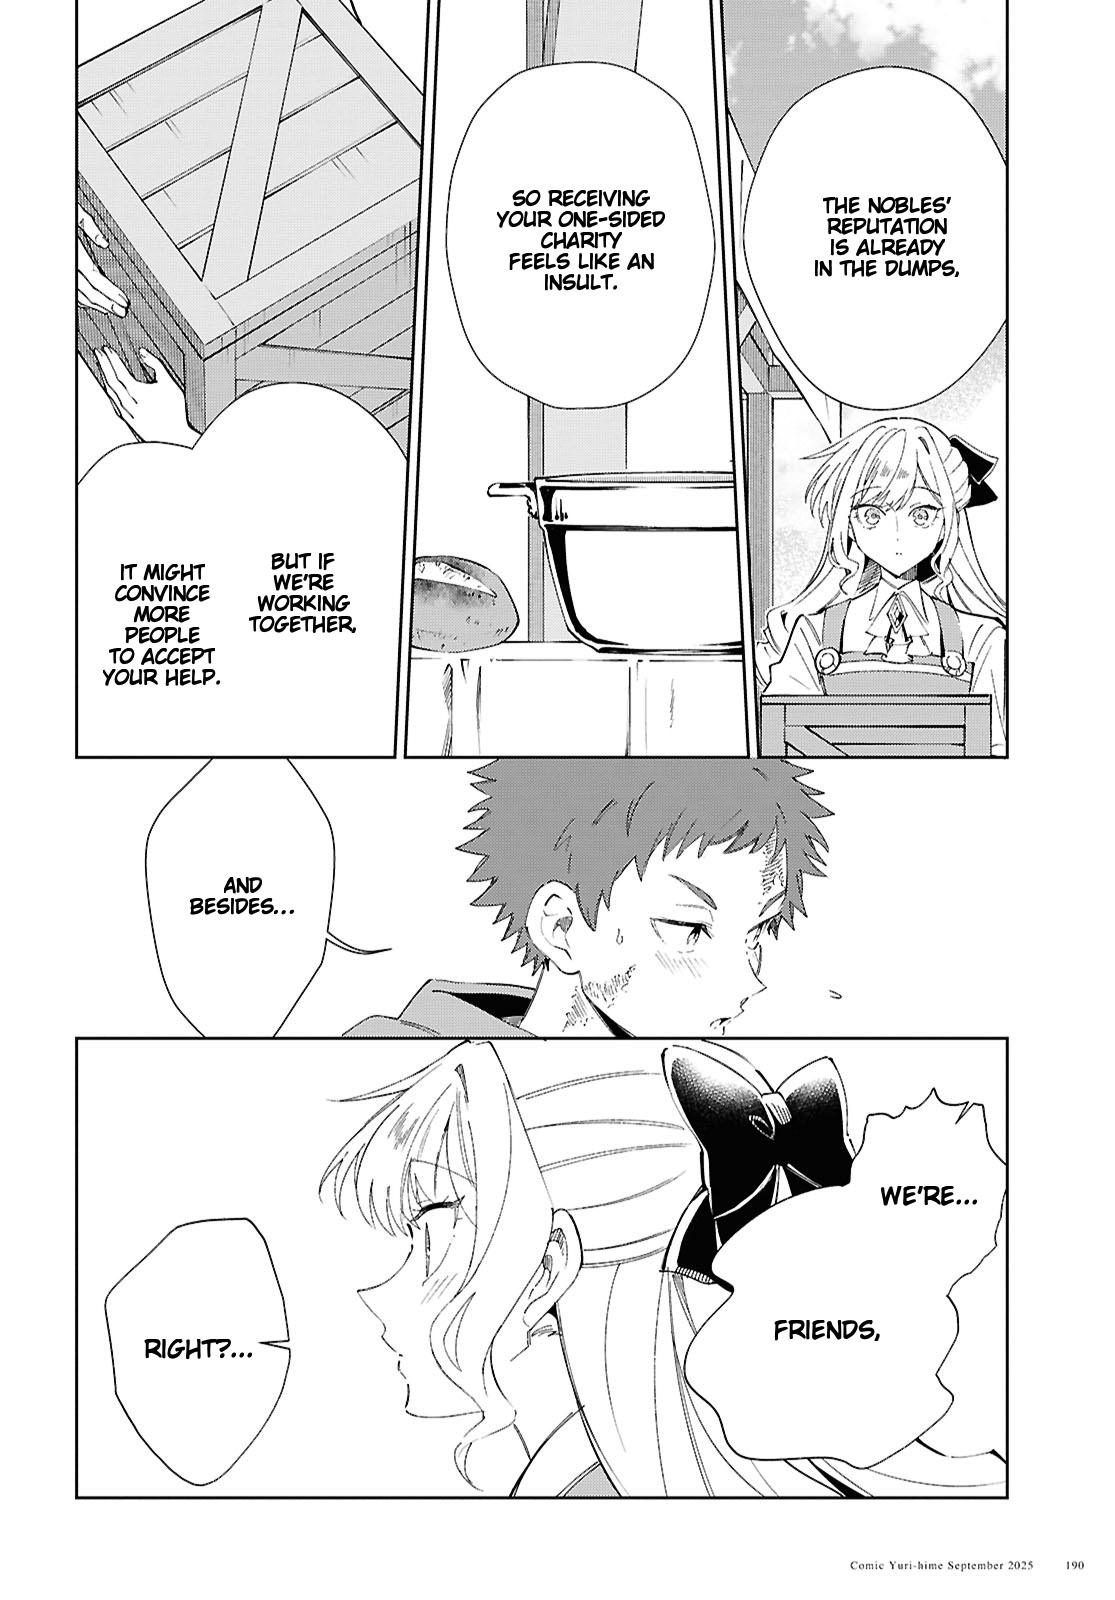 THE NOBLES'
REPUTATION
IS ALREADY
IN THE DUMPS,
SO RECEIVING
YOUR ONE-SIDED
CHARITY
FEELS LIKE AN
INSULT.
BUT IF
WE'RE
WORKING
TOGETHER,
IT MIGHT
CONVINCE
MORE
PEOPLE
TO ACCEPT
YOUR HELP.
AND
BESIDES...
WE'RE...
FRIENDS,
RIGHT?...
Comic Yuri-hime September 2025 190